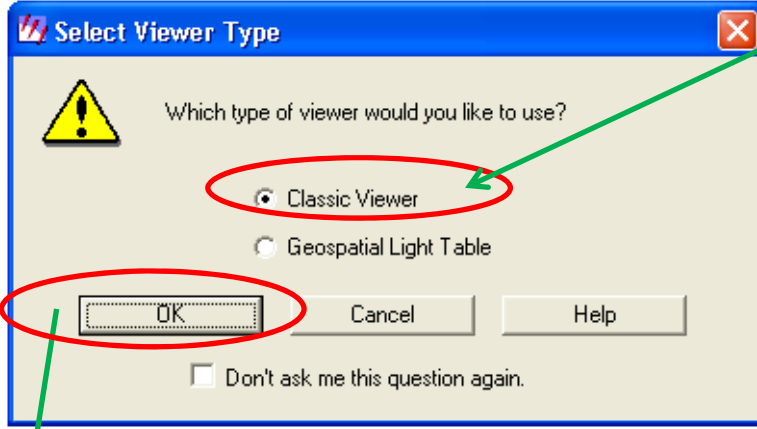 Select Viewer Type
Which type of viewer would you like to use?
Classic Viewer
Geospatial Light Table
OK Cancel Help
Don't ask me this question again.